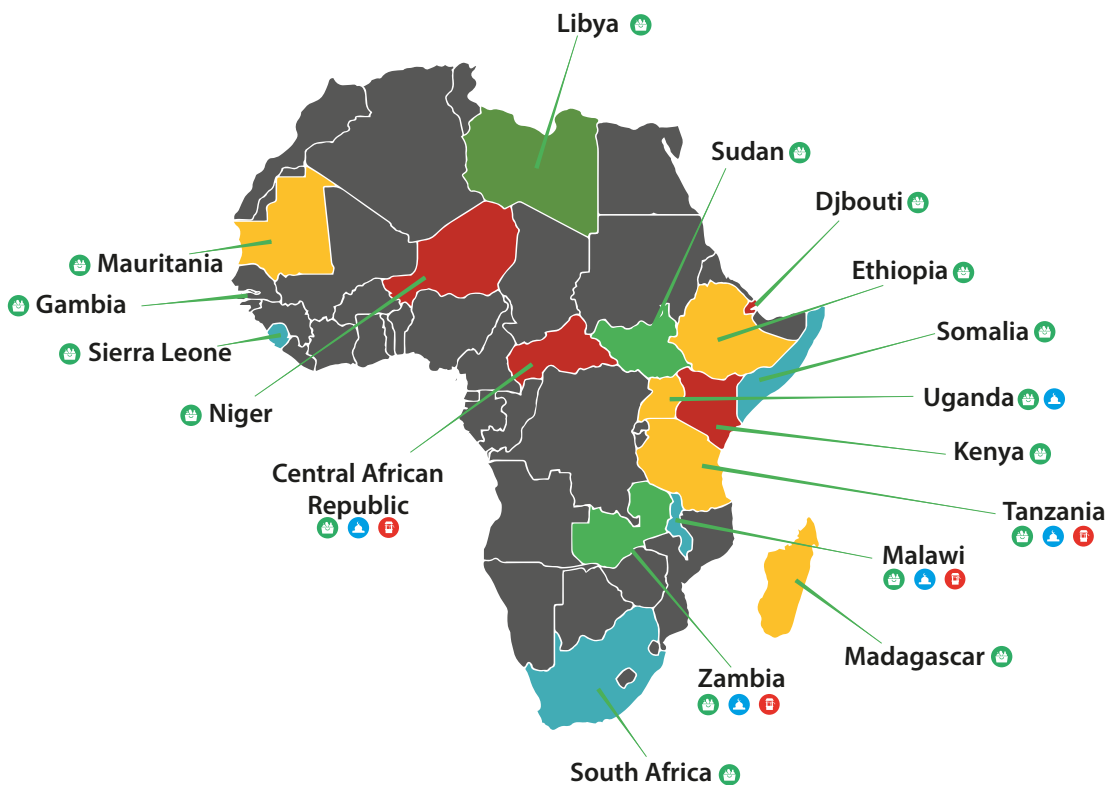 Libya
Sudan
Djbouti
Mauritania
Ethiopia
Gambia
Somalia
Sierra Leone
Uganda
Niger
Kenya
Central African
Republic
Tanzania
Malawi
Madagascar
Zambia
South Africa